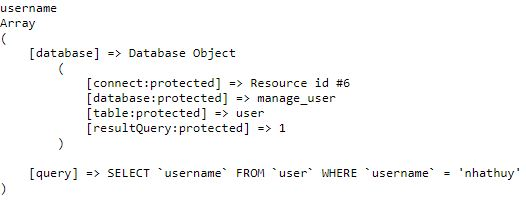 username
Array
(
[database] => Database Object
(
[connect:protected] => Resource id #6
[database:protected] => manage_user
[table:protected] => user
[resultQuery:protected] => 1
)
[query] => SELECT `username` FROM `user` WHERE `username` = 'nhathuy'
)